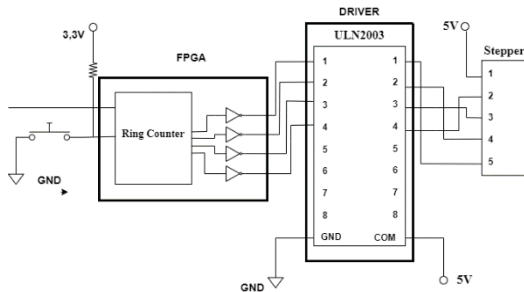 DRIVER
ULN2003
5V
Stepper
3,3V
FPGA
Ring Counter
GND
1
2
3
4
5
6
7
8
GND
1
2
3
4
5
6
7
8
COM
1
2
3
4
5
GND
5V